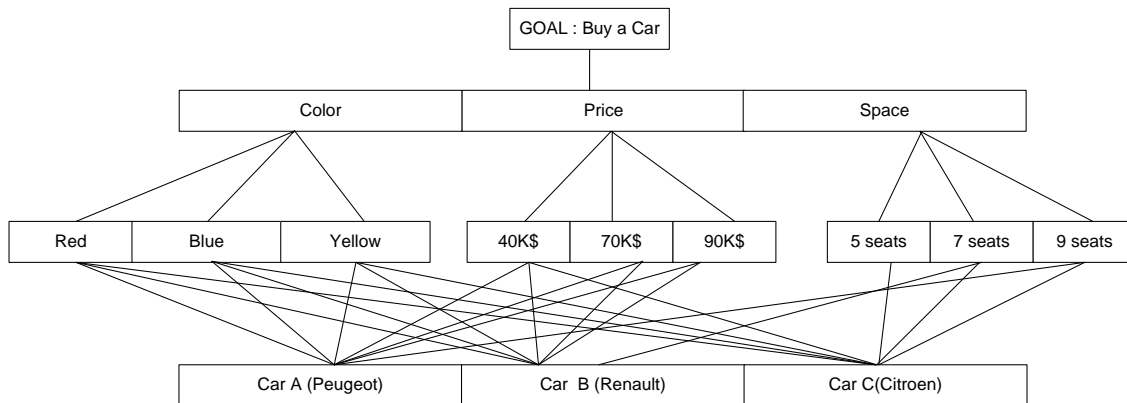 GOAL : Buy a Car
Color Price Space
Red Blue Yellow 40K$ 70K$ 90K$ 5 seats 7 seats 9 seats
Car A (Peugeot) Car B (Renault) Car C(Citroen)